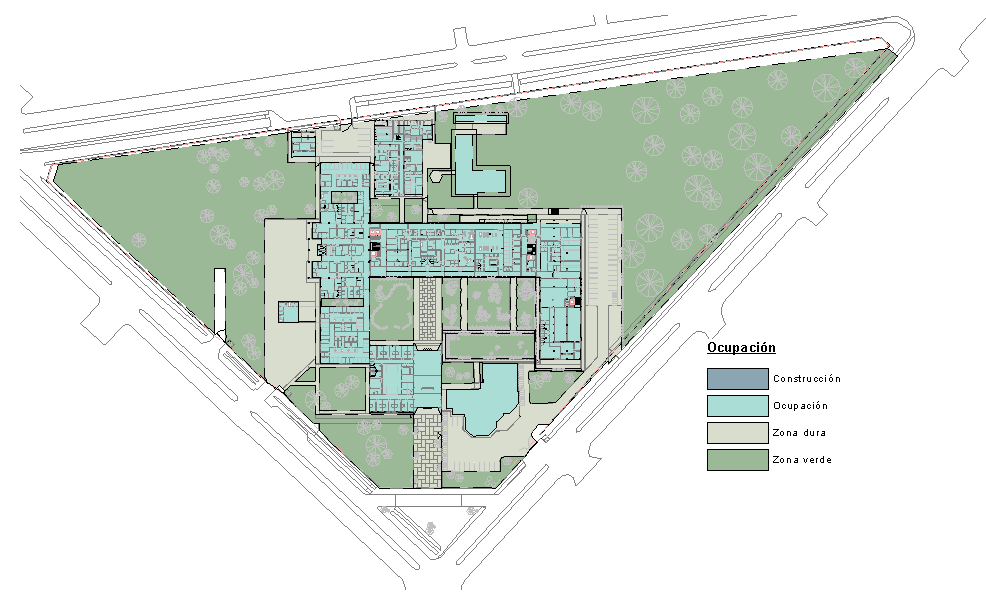 Ocupación
Construcción
Ocupación
Zona dura
Zona verde